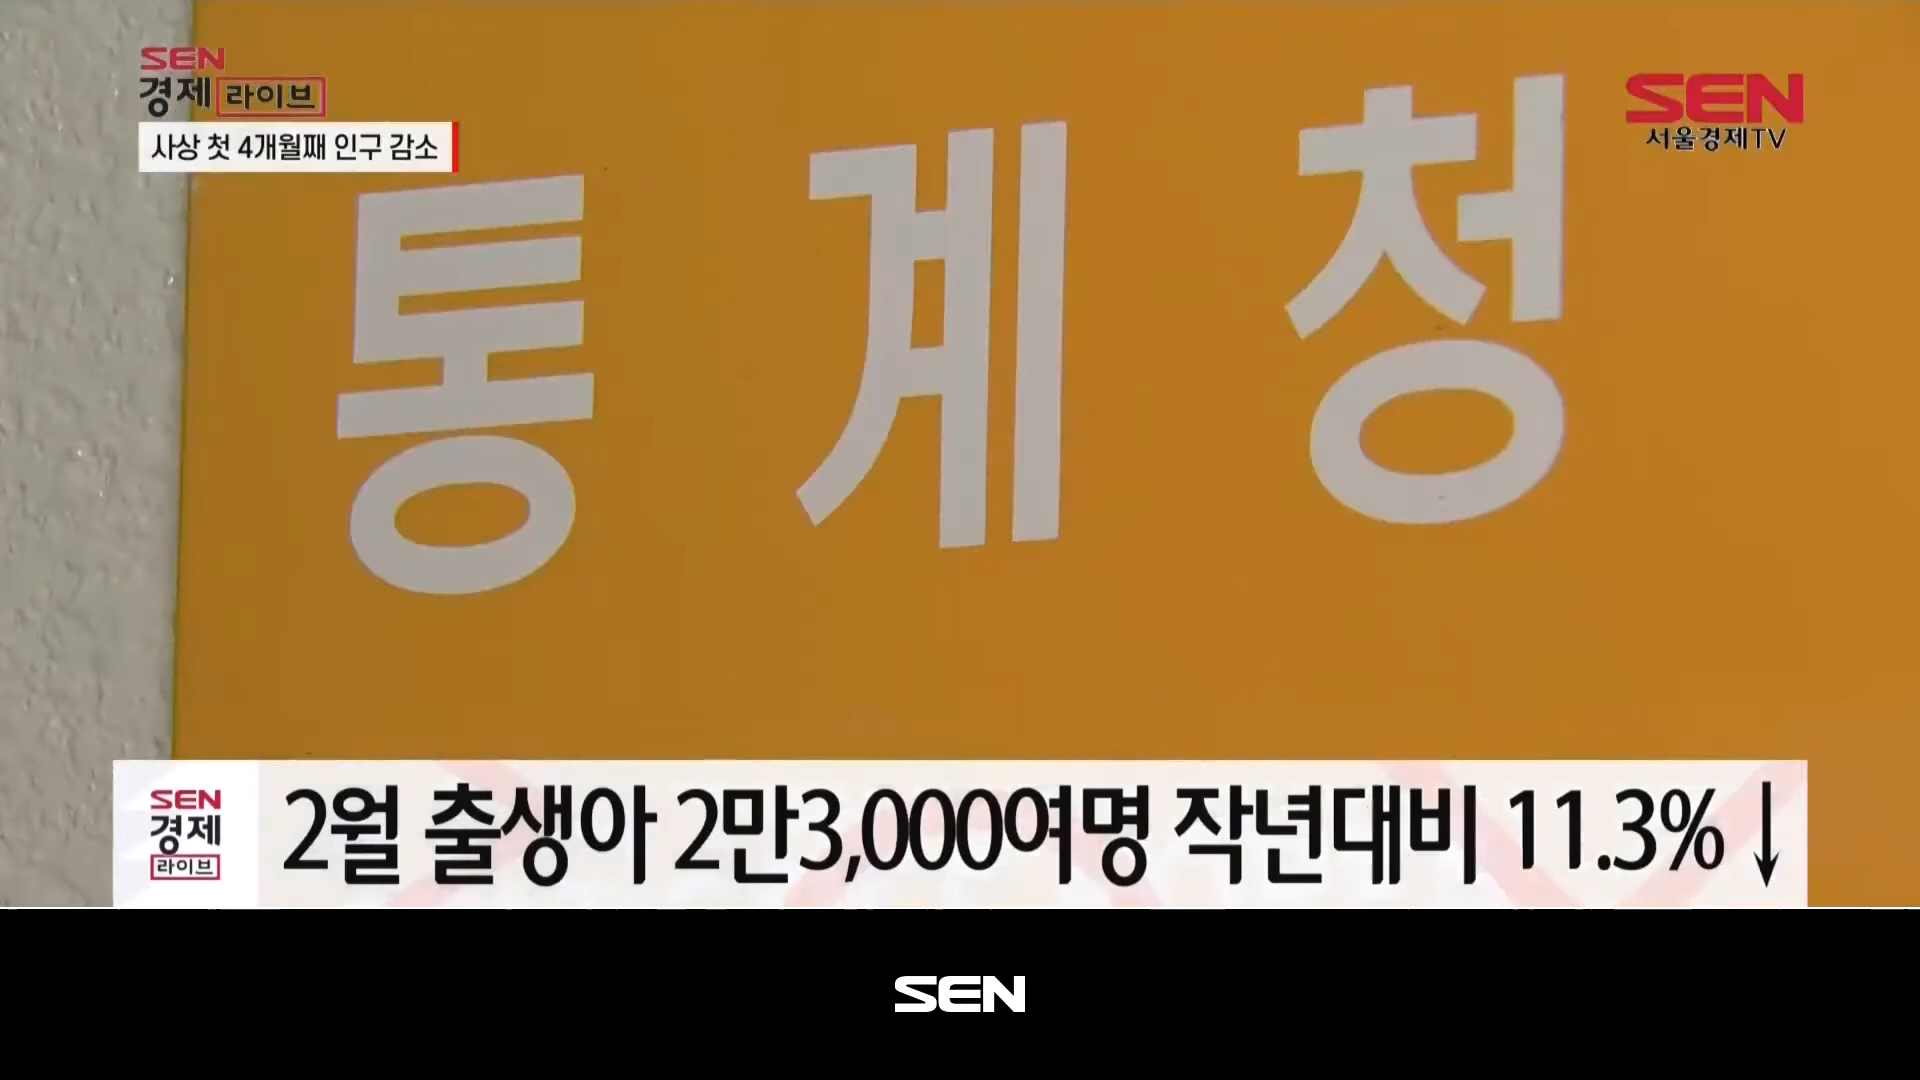 SEN
경제 라이브
사상 첫 4개월째 인구 감소
SEN
서울경제TV
통계청
SEN
경제
라이브
2월 출생아 2만3,000여명 작년대비 11.3%↓
SEN